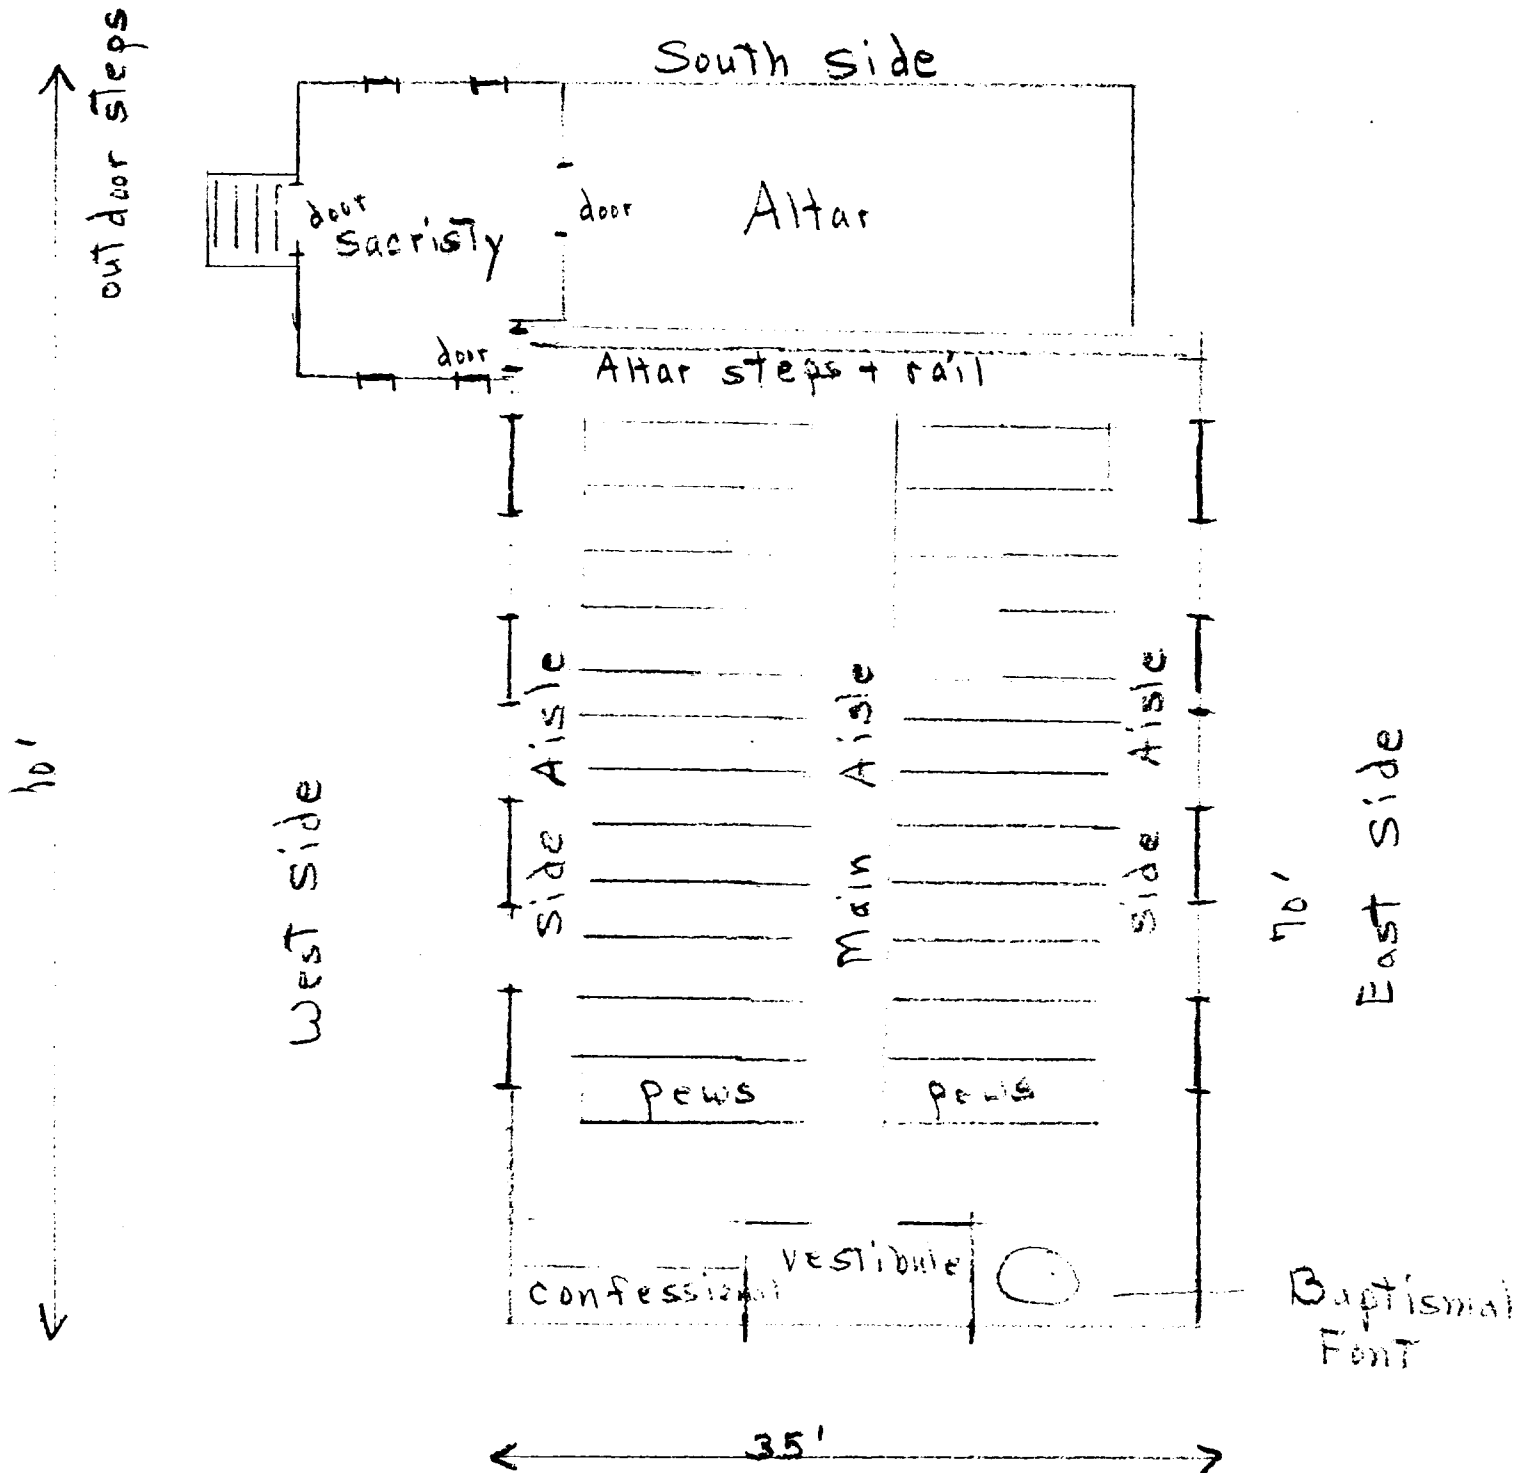 outdoor steps
South side
door
Sacristy
door
Altar
door
Altar steps + rail
70'
West Side
Side Aisle
Main Aisle
Side Aisle
70'
East Side
pews
pews
vestibule
confessional
Baptismal
Font
35'